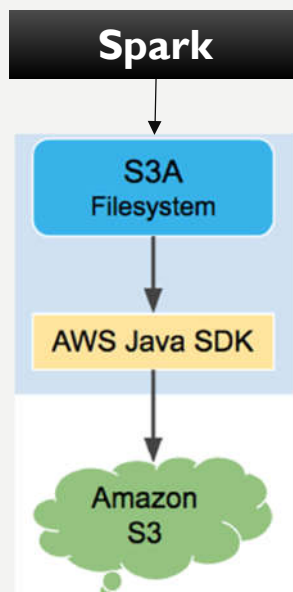 Spark
S3A
Filesystem
AWS Java SDK
Amazon
S3